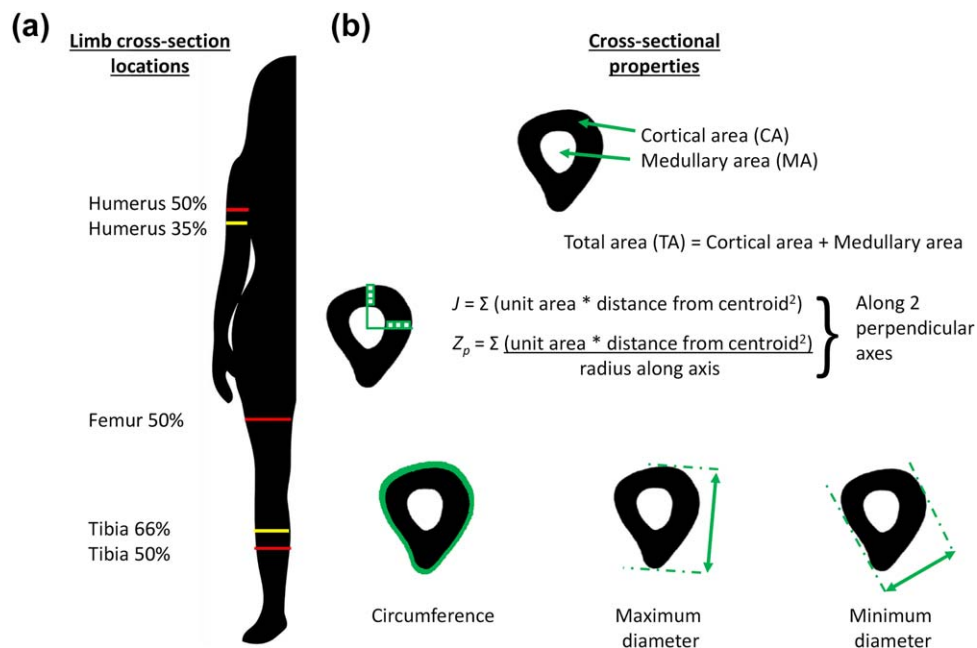 (a)
Limb cross-section
locations
Humerus 50%
Humerus 35%
Femur 50%
Tibia 66%
Tibia 50%
(b)
Cross-sectional
properties
Cortical area (CA)
Medullary area (MA)
Total area (TA) = Cortical area + Medullary area
J = Σ (unit area * distance from centroid²)
Zₚ = Σ (unit area * distance from centroid²)
radius along axis
} Along 2
perpendicular
axes
Circumference
Maximum
diameter
Minimum
diameter